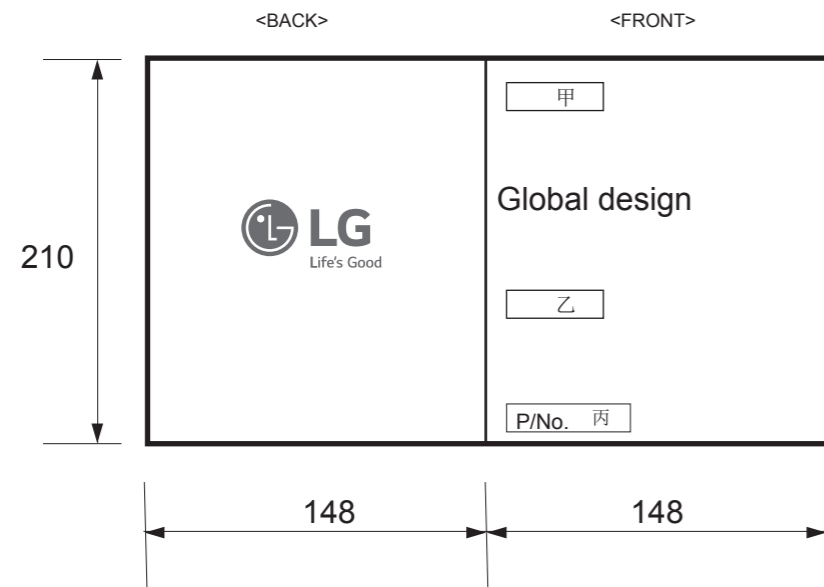 <BACK>
<FRONT>
甲
Global design
LG
Life's Good
210
乙
P/No. 丙
148
148